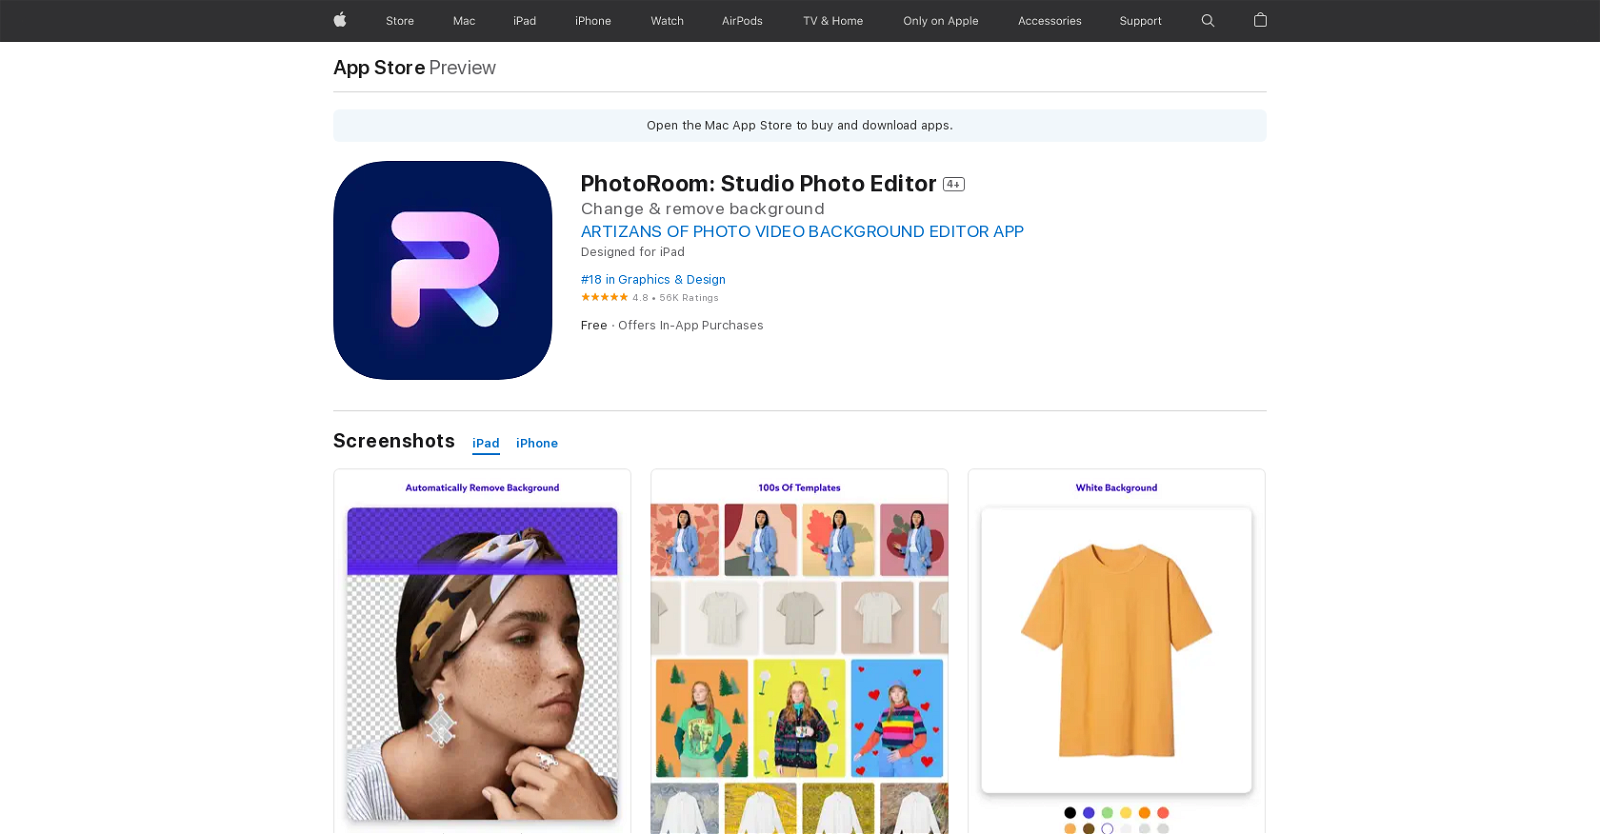 Store Mac iPad iPhone Watch AirPods TV & Home Only on Apple Accessories Support
App Store Preview
Open the Mac App Store to buy and download apps.
PhotoRoom: Studio Photo Editor 4+
Change & remove background
ARTIZANS OF PHOTO VIDEO BACKGROUND EDITOR APP
Designed for iPad
#18 in Graphics & Design
★★★★★ 4.8 • 56K Ratings
Free · Offers In-App Purchases
Screenshots iPad iPhone
Automatically Remove Background
100s Of Templates
White Background